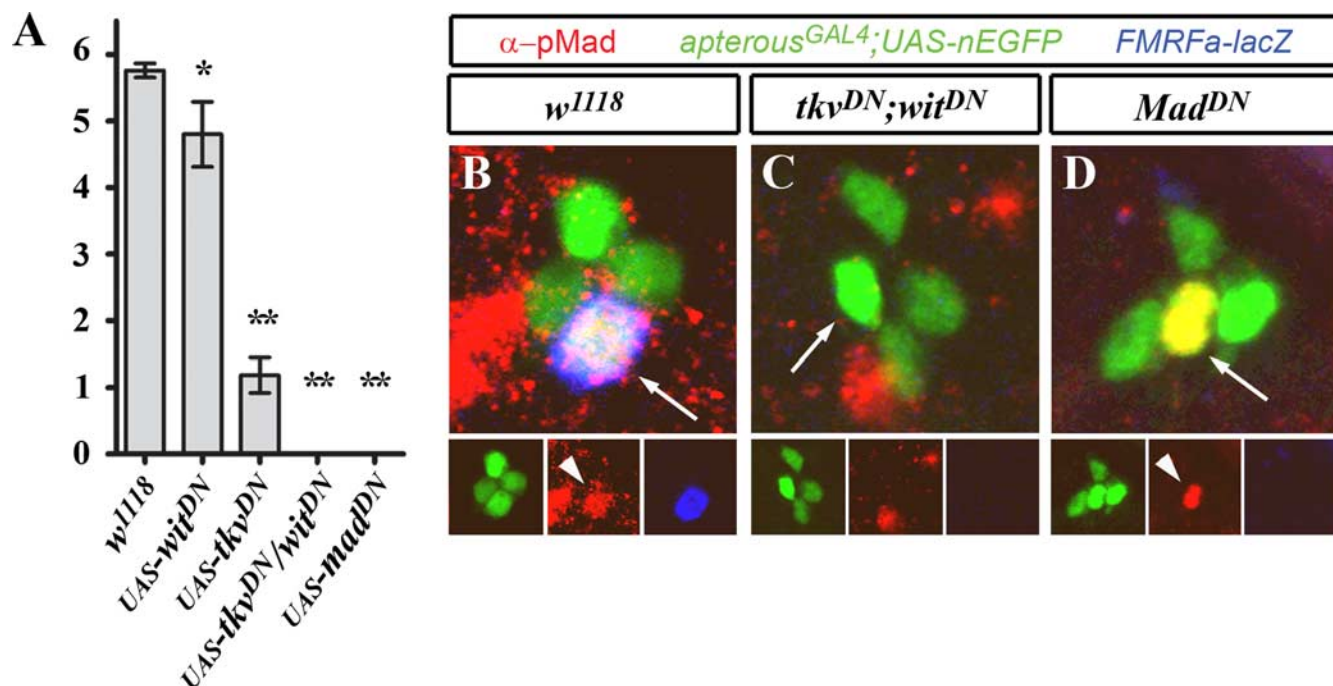 A
6
5
4
3
2
1
0
*
**
**
**
w1118
UAS-witDN
UAS-tkvDN
UAS-tkvDN/witDN
UAS-madDN
α–pMad apterousGAL4;UAS-nEGFP FMRFa-lacZ
w1118 tkvDN;witDN MadDN
B C D